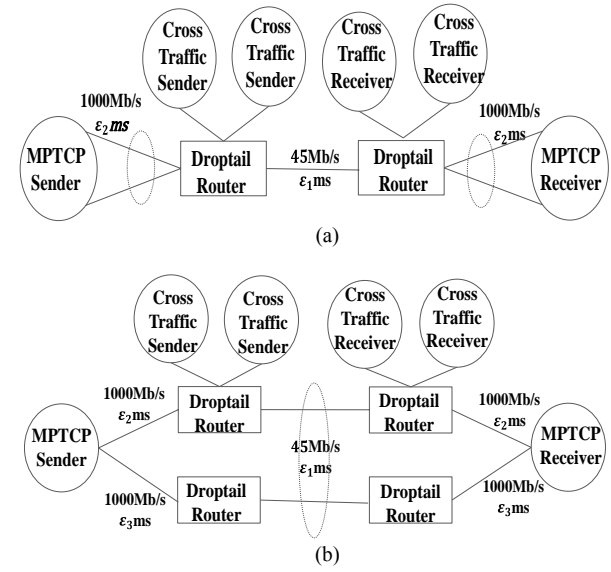 Cross
Traffic
Sender
Cross
Traffic
Sender
Cross
Traffic
Receiver
Cross
Traffic
Receiver
1000Mb/s
ε₂ms
1000Mb/s
ε₂ms
MPTCP
Sender
Droptail
Router
45Mb/s
ε₁ms
Droptail
Router
MPTCP
Receiver
(a)
Cross
Traffic
Sender
Cross
Traffic
Sender
Cross
Traffic
Receiver
Cross
Traffic
Receiver
1000Mb/s
ε₂ms
Droptail
Router
Droptail
Router
1000Mb/s
ε₂ms
MPTCP
Sender
45Mb/s
ε₁ms
MPTCP
Receiver
1000Mb/s
ε₃ms
Droptail
Router
Droptail
Router
1000Mb/s
ε₃ms
(b)